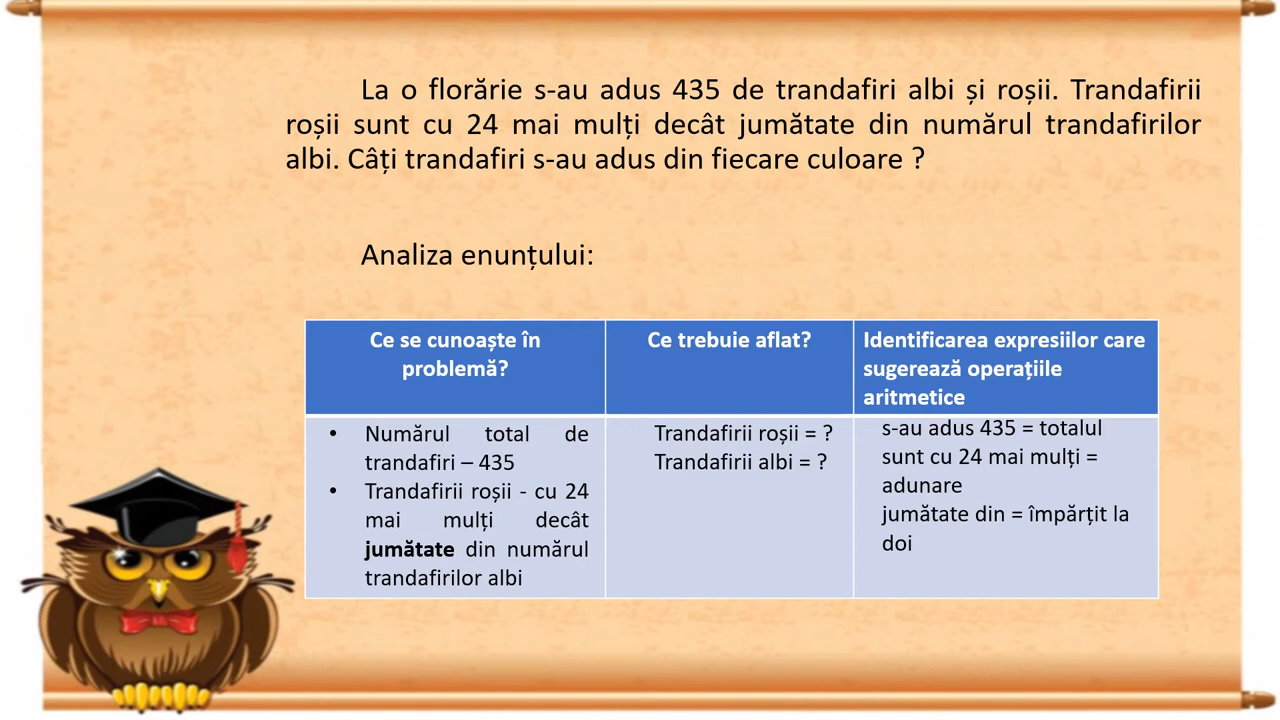 La o florărie s-au adus 435 de trandafiri albi și roșii. Trandafirii
roșii sunt cu 24 mai mulți decât jumătate din numărul trandafirilor
albi. Câți trandafiri s-au adus din fiecare culoare ?
Analiza enunțului:
Ce se cunoaște în
problemă?
Ce trebuie aflat?
Identificarea expresiilor care
sugerează operațiile
aritmetice
• Numărul total de
trandafiri – 435
• Trandafirii roșii - cu 24
mai mulți decât
jumătate din numărul
trandafirilor albi
Trandafirii roșii = ?
Trandafirii albi = ?
s-au adus 435 = totalul
sunt cu 24 mai mulți =
adunare
jumătate din = împărțit la
doi